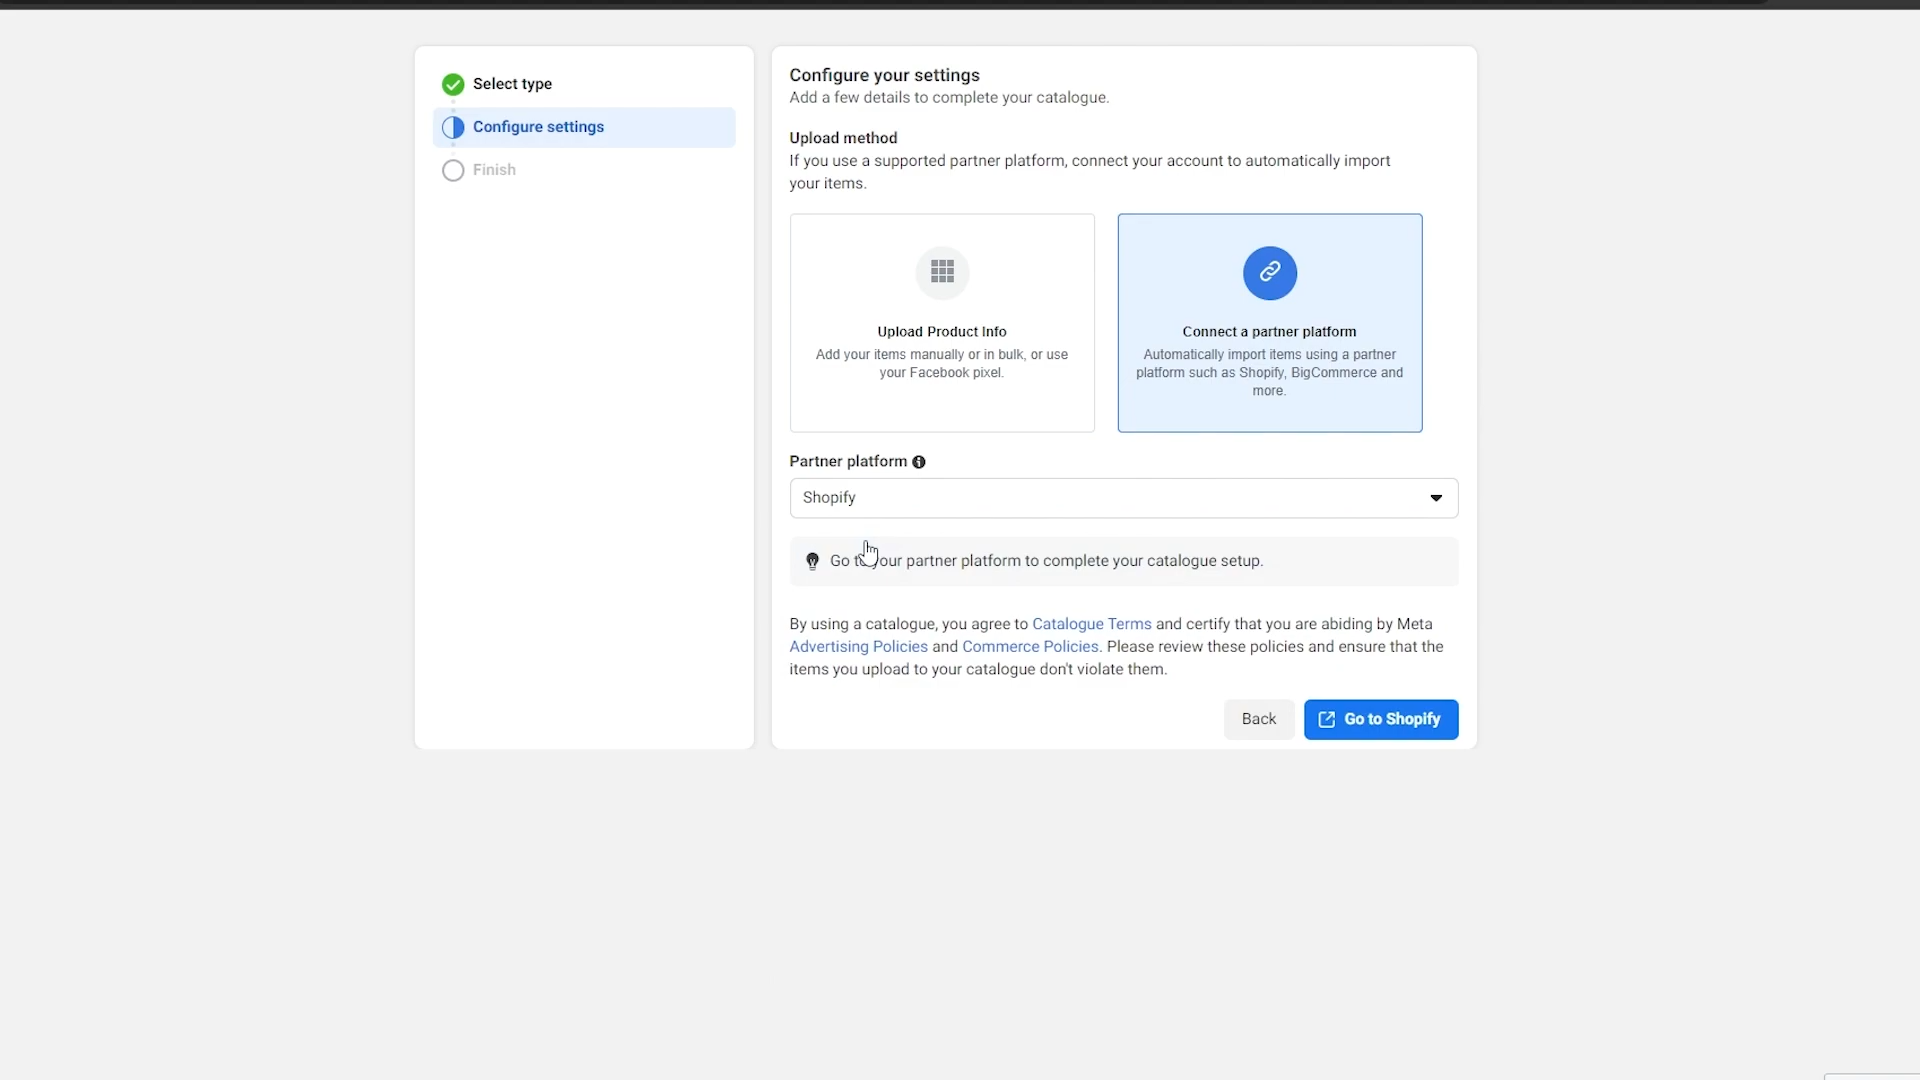 Select type
Configure settings
Finish
Configure your settings
Add a few details to complete your catalogue.
Upload method
If you use a supported partner platform, connect your account to automatically import
your items.
Upload Product Info
Add your items manually or in bulk, or use
your Facebook pixel.
Connect a partner platform
Automatically import items using a partner
platform such as Shopify, BigCommerce and
more.
Partner platform
Shopify
Go to your partner platform to complete your catalogue setup.
By using a catalogue, you agree to Catalogue Terms and certify that you are abiding by Meta
Advertising Policies and Commerce Policies. Please review these policies and ensure that the
items you upload to your catalogue don't violate them.
Back
Go to Shopify